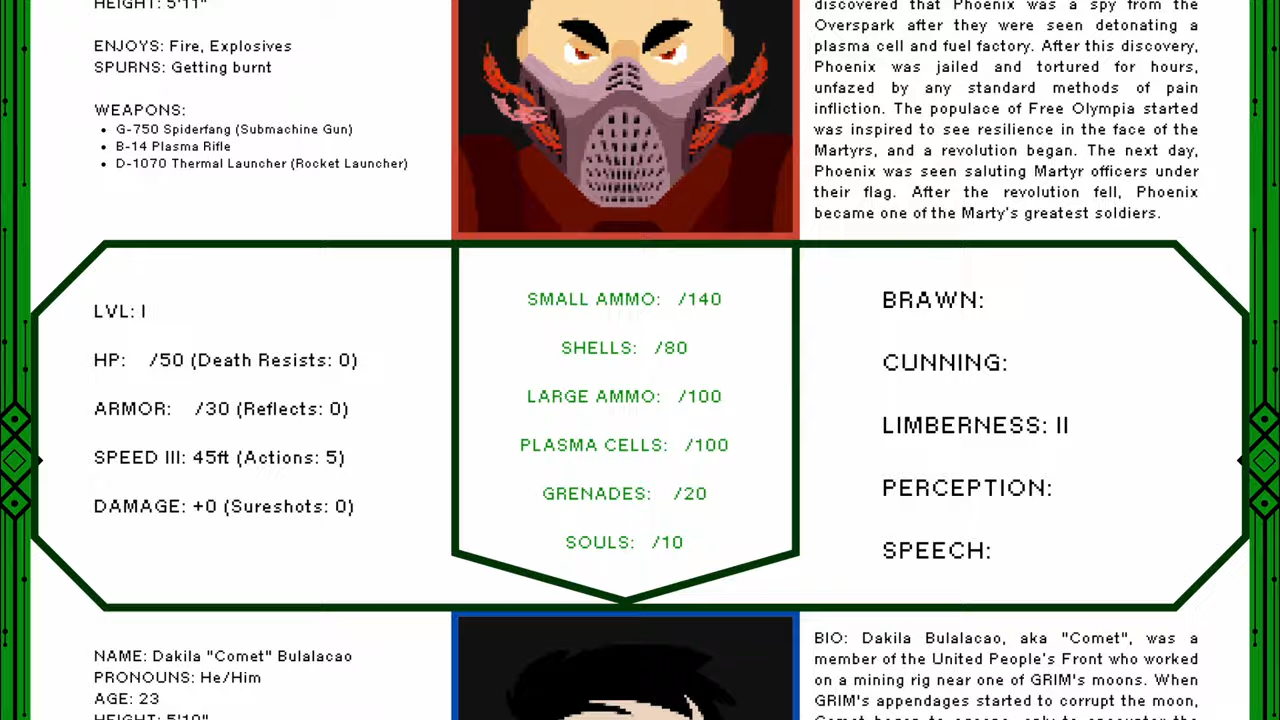 HEIGHT: 5'11"
ENJOYS: Fire, Explosives
SPURNS: Getting burnt
WEAPONS:
• G-750 Spiderfang (Submachine Gun)
• B-14 Plasma Rifle
• D-1070 Thermal Launcher (Rocket Launcher)
discovered that Phoenix was a spy from the
Overspark after they were seen detonating a
plasma cell and fuel factory. After this discovery,
Phoenix was jailed and tortured for hours,
unfazed by any standard methods of pain
infliction. The populace of Free Olympia started
was inspired to see resilience in the face of the
Martyrs, and a revolution began. The next day,
Phoenix was seen saluting Martyr officers under
their flag. After the revolution fell, Phoenix
became one of the Marty's greatest soldiers.
LVL: I
HP: /50 (Death Resists: 0)
ARMOR: /30 (Reflects: 0)
SPEED III: 45ft (Actions: 5)
DAMAGE: +0 (Sureshots: 0)
SMALL AMMO: /140
SHELLS: /80
LARGE AMMO: /100
PLASMA CELLS: /100
GRENADES: /20
SOULS: /10
BRAWN:
CUNNING:
LIMBERNESS: II
PERCEPTION:
SPEECH:
NAME: Dakila "Comet" Bulalacao
PRONOUNS: He/Him
AGE: 23
HEIGHT: 5'10"
BIO: Dakila Bulalacao, aka "Comet", was a
member of the United People's Front who worked
on a mining rig near one of GRIM's moons. When
GRIM's appendages started to corrupt the moon,